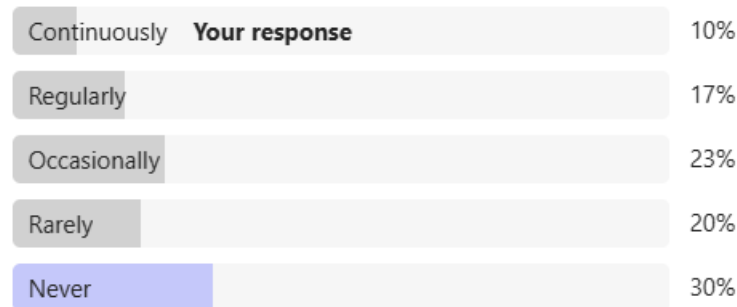 Continuously Your response 10%
Regularly 17%
Occasionally 23%
Rarely 20%
Never 30%